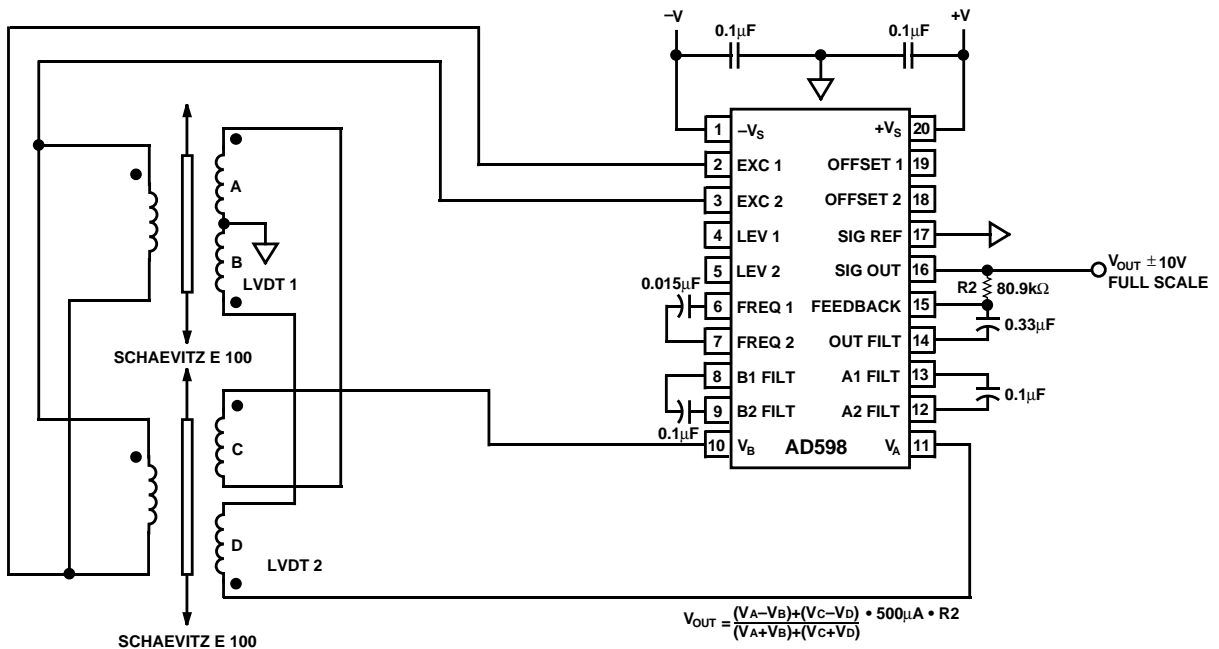 −V
+V
0.1µF
0.1µF
1
−VS
+VS
20
2
EXC 1
OFFSET 1
19
3
EXC 2
OFFSET 2
18
4
LEV 1
SIG REF
17
5
LEV 2
SIG OUT
16
6
FREQ 1
FEEDBACK
15
7
FREQ 2
OUT FILT
14
8
B1 FILT
A1 FILT
13
9
B2 FILT
A2 FILT
12
10
VB
AD598
VA
11
A
B
LVDT 1
SCHAEVITZ E 100
C
D
LVDT 2
SCHAEVITZ E 100
0.015µF
0.1µF
R2
80.9kΩ
0.33µF
0.1µF
VOUT ±10V
FULL SCALE
VOUT = (VA−VB)+(VC−VD) / (VA+VB)+(VC+VD) • 500µA • R2